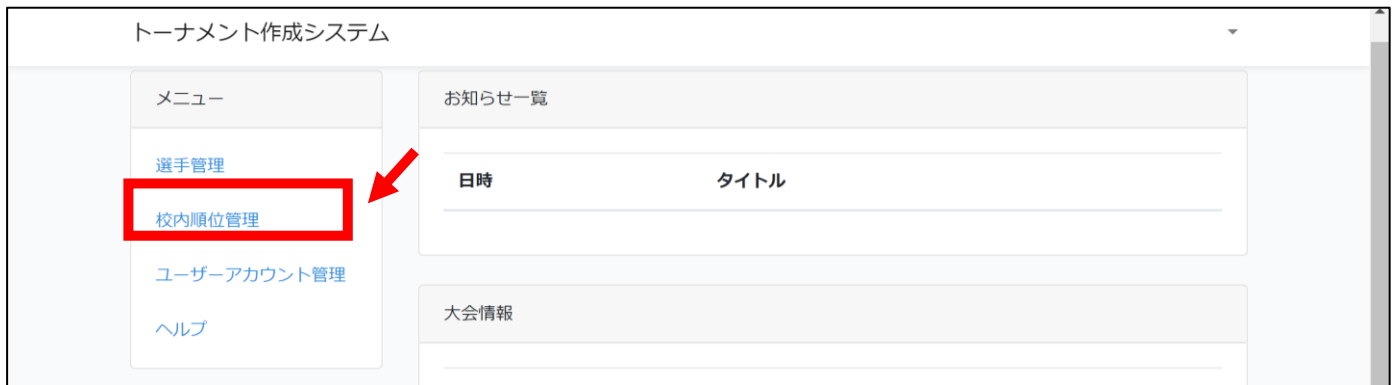 トーナメント作成システム
メニュー
選手管理
校内順位管理
ユーザーアカウント管理
ヘルプ
お知らせ一覧
日時 タイトル
大会情報